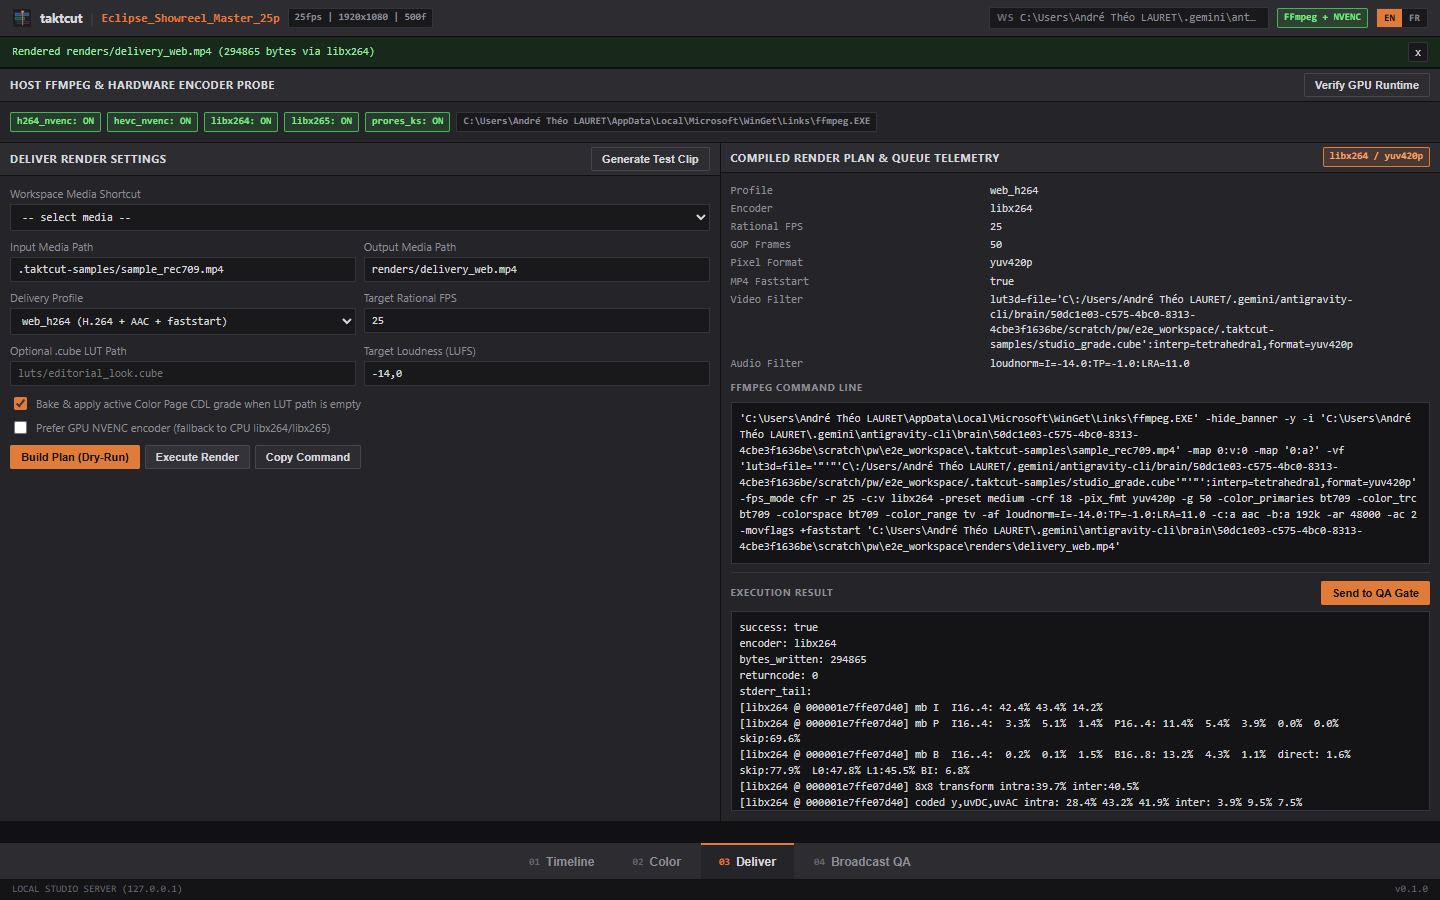 taktcut
Eclipse_Showreel_Master_25p
25fps | 1920x1080 | 500f
WS C:\Users\André Théo LAURET\.gemini\ant…
FFmpeg + NVENC
EN FR
Rendered renders/delivery_web.mp4 (294865 bytes via libx264)
x
HOST FFMPEG & HARDWARE ENCODER PROBE
Verify GPU Runtime
h264_nvenc: ON
hevc_nvenc: ON
libx264: ON
libx265: ON
prores_ks: ON
C:\Users\André Théo LAURET\AppData\Local\Microsoft\WinGet\Links\ffmpeg.EXE
DELIVER RENDER SETTINGS
Generate Test Clip
Workspace Media Shortcut
-- select media --
Input Media Path
Output Media Path
.taktcut-samples/sample_rec709.mp4
renders/delivery_web.mp4
Delivery Profile
Target Rational FPS
web_h264 (H.264 + AAC + faststart)
25
Optional .cube LUT Path
Target Loudness (LUFS)
luts/editorial_look.cube
-14,0
Bake & apply active Color Page CDL grade when LUT path is empty
Prefer GPU NVENC encoder (fallback to CPU libx264/libx265)
Build Plan (Dry-Run)
Execute Render
Copy Command
COMPILED RENDER PLAN & QUEUE TELEMETRY
libx264 / yuv420p
Profile web_h264
Encoder libx264
Rational FPS 25
GOP Frames 50
Pixel Format yuv420p
MP4 Faststart true
Video Filter lut3d=file='C\:/Users/André Théo LAURET/.gemini/antigravity-
cli/brain/50dc1e03-c575-4bc0-8313-
4cbe3f1636be/scratch/pw/e2e_workspace/.taktcut-
samples/studio_grade.cube':interp=tetrahedral,format=yuv420p
Audio Filter loudnorm=I=-14.0:TP=-1.0:LRA=11.0
FFMPEG COMMAND LINE
'C:\Users\André Théo LAURET\AppData\Local\Microsoft\WinGet\Links\ffmpeg.EXE' -hide_banner -y -i 'C:\Users\André
Théo LAURET\.gemini\antigravity-cli\brain\50dc1e03-c575-4bc0-8313-
4cbe3f1636be\scratch\pw\e2e_workspace\.taktcut-samples\sample_rec709.mp4' -map 0:v:0 -map '0:a?' -vf
'lut3d=file='"'"'C\:/Users/André Théo LAURET/.gemini/antigravity-cli/brain/50dc1e03-c575-4bc0-8313-
4cbe3f1636be/scratch/pw/e2e_workspace/.taktcut-samples/studio_grade.cube'"'"':interp=tetrahedral,format=yuv420p'
-fps_mode cfr -r 25 -c:v libx264 -preset medium -crf 18 -pix_fmt yuv420p -g 50 -color_primaries bt709 -color_trc
bt709 -colorspace bt709 -color_range tv -af loudnorm=I=-14.0:TP=-1.0:LRA=11.0 -c:a aac -b:a 192k -ar 48000 -ac 2
-movflags +faststart 'C:\Users\André Théo LAURET\.gemini\antigravity-cli\brain\50dc1e03-c575-4bc0-8313-
4cbe3f1636be\scratch\pw\e2e_workspace\renders\delivery_web.mp4'
EXECUTION RESULT
Send to QA Gate
success: true
encoder: libx264
bytes_written: 294865
returncode: 0
stderr_tail:
[libx264 @ 000001e7ffe07d40] mb I  I16..4: 42.4% 43.4% 14.2%
[libx264 @ 000001e7ffe07d40] mb P  I16..4:  3.3%  5.1%  1.4%  P16..4: 11.4%  5.4%  3.9%  0.0%  0.0%
skip:69.6%
[libx264 @ 000001e7ffe07d40] mb B  I16..4:  0.2%  0.1%  1.5%  B16..8: 13.2%  4.3%  1.1%  direct: 1.6%
skip:77.9%  L0:47.8% L1:45.5% BI: 6.8%
[libx264 @ 000001e7ffe07d40] 8x8 transform intra:39.7% inter:40.5%
[libx264 @ 000001e7ffe07d40] coded y,uvDC,uvAC intra: 28.4% 43.2% 41.9% inter: 3.9% 9.5% 7.5%
01 Timeline
02 Color
03 Deliver
04 Broadcast QA
LOCAL STUDIO SERVER (127.0.0.1)
v0.1.0